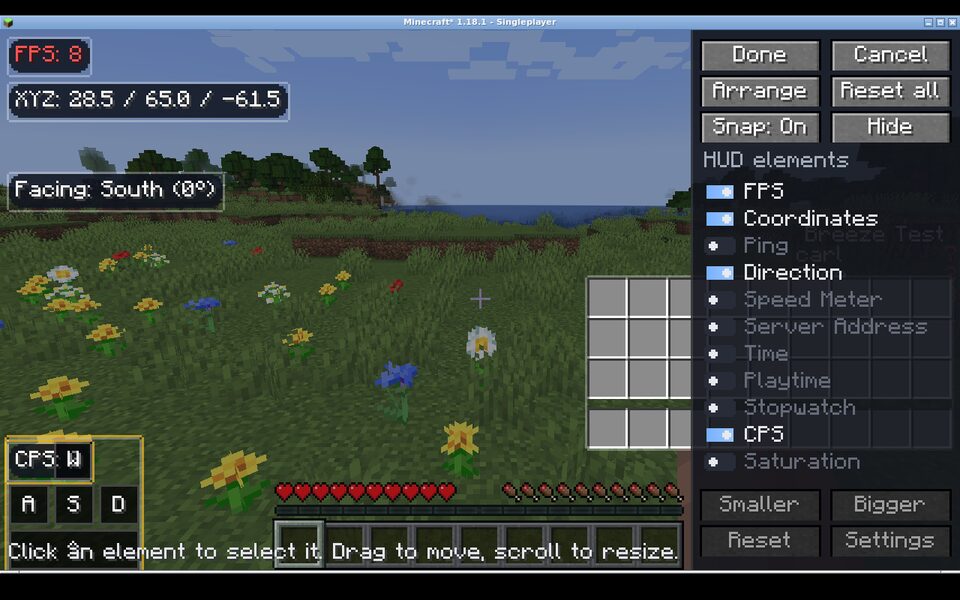 Minecraft* 1.18.1 - Singleplayer
FPS: 8
XYZ: 28.5 / 65.0 / -61.5
Facing: South (0°)
Done
Cancel
Arrange
Reset all
Snap: On
Hide
HUD elements
FPS
Coordinates
Ping
Breeze Test
carl
Direction
Speed Meter
Server Address
Time
Playtime
Stopwatch
CPS
Saturation
Smaller
Bigger
Reset
Settings
CPS
W
A S D
Click an element to select it. Drag to move, scroll to resize.